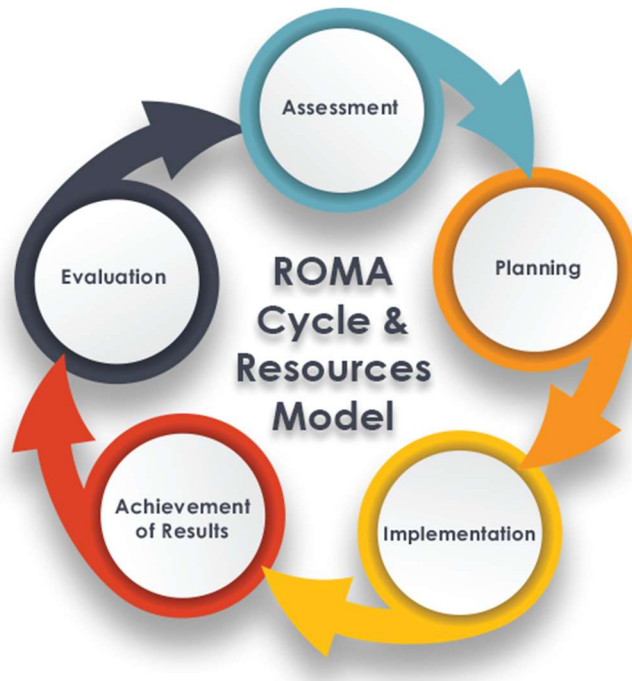 Assessment
Planning
Implementation
Achievement
of Results
Evaluation
ROMA
Cycle &
Resources
Model